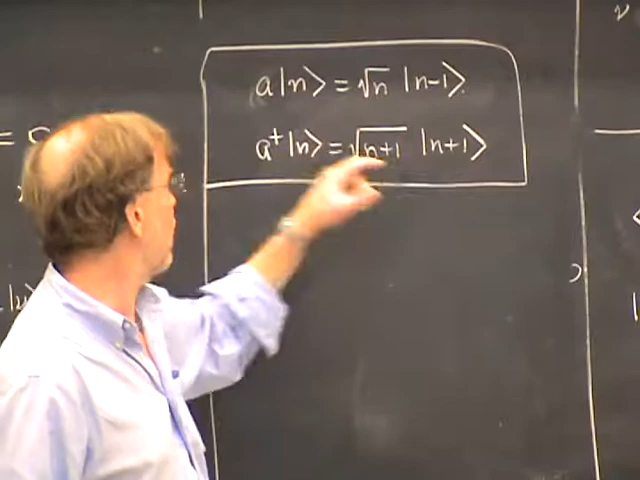 a|n⟩ = √n |n-1⟩.
a⁺|n⟩ = √n+1 |n+1⟩